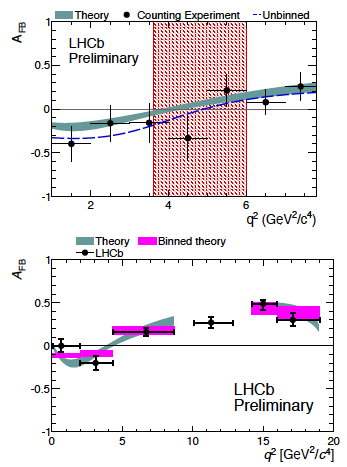 Theory Counting Experiment Unbinned
A_FB
1
0.5
0
-0.5
-1
LHCb
Preliminary
2 4 6
q² (GeV²/c⁴)
Theory Binned theory
LHCb
A_FB
1
0.5
0
-0.5
-1
LHCb
Preliminary
0 5 10 15 20
q² [GeV²/c⁴]